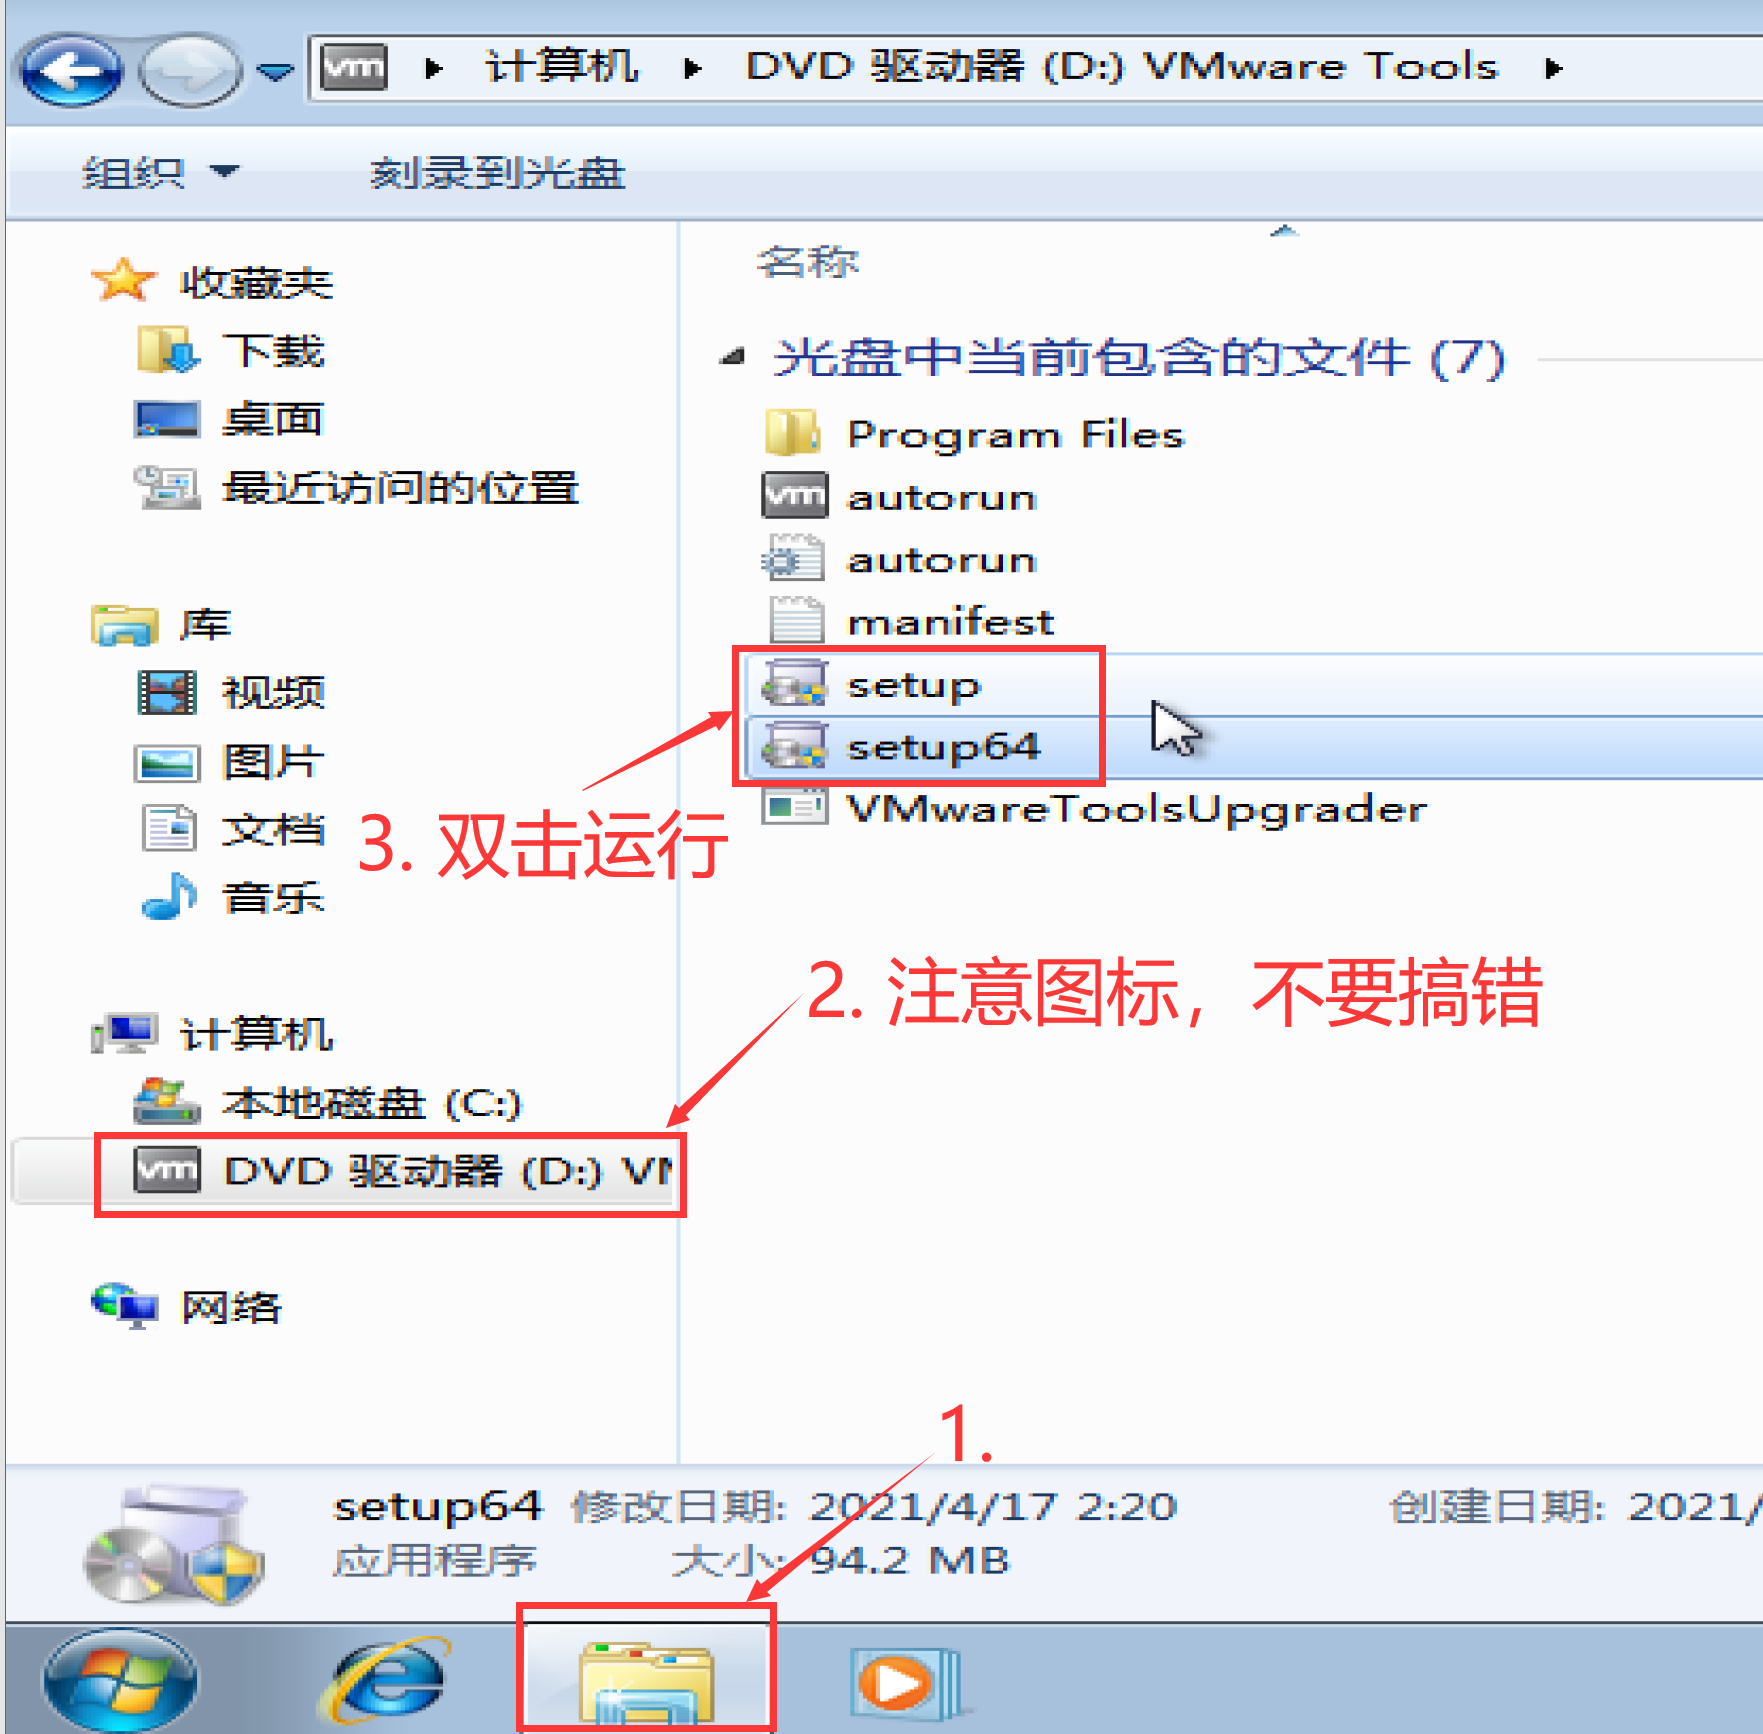 vm 计算机 DVD 驱动器 (D:) VMware Tools
组织 刻录到光盘
收藏夹
下载
桌面
最近访问的位置
库
视频
图片
文档
音乐
计算机
本地磁盘 (C:)
vm DVD 驱动器 (D:)
网络
名称
光盘中当前包含的文件 (7)
Program Files
vm autorun
autorun
manifest
setup
setup64
VMwareToolsUpgrader
3. 双击运行
2. 注意图标，不要搞错
1.
setup64 修改日期: 2021/4/17 2:20 创建日期: 2021/
应用程序 大小: 94.2 MB